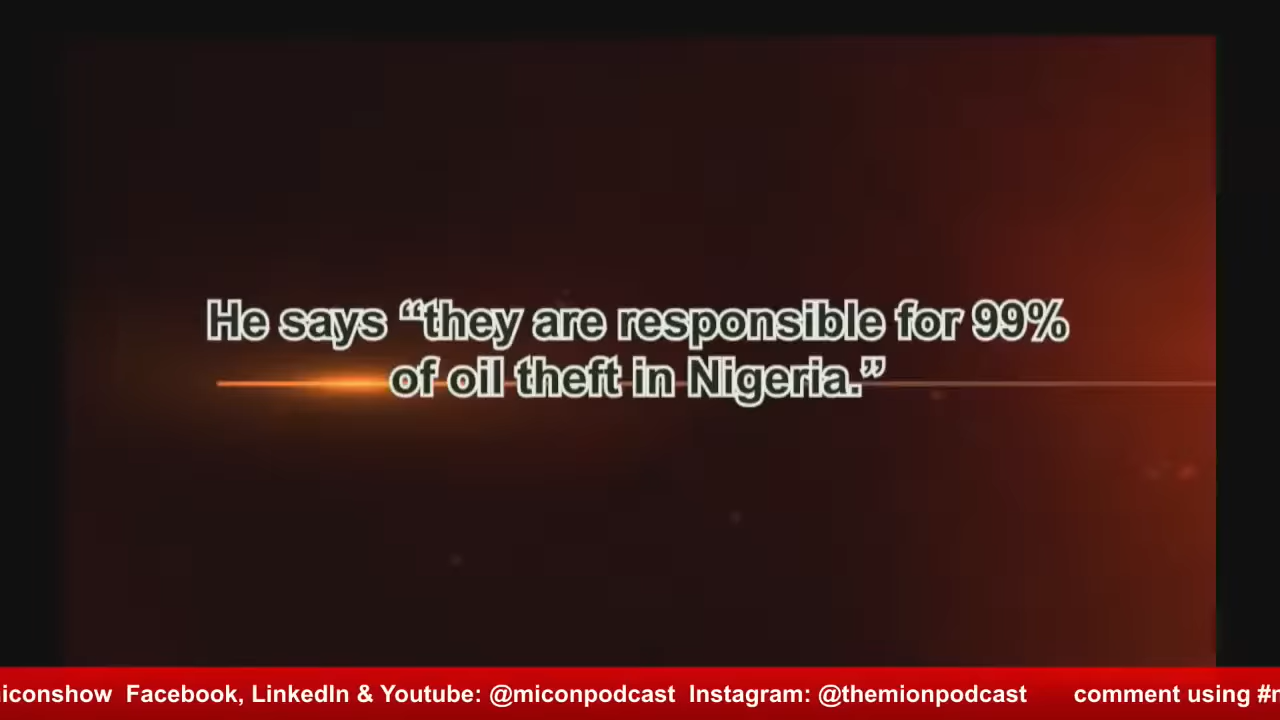 He says “they are responsible for 99%
of oil theft in Nigeria.”
iconshow Facebook, LinkedIn & Youtube: @miconpodcast Instagram: @themionpodcast comment using